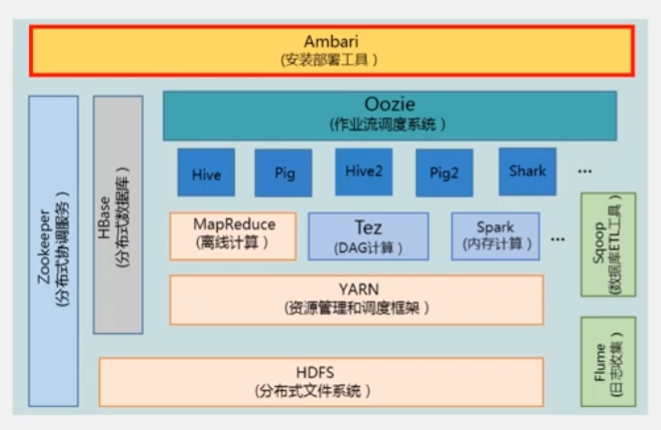 Ambari
(安装部署工具)
Zookeeper
(分布式协调服务)
HBase
(分布式数据库)
Oozie
(作业流调度系统)
Hive
Pig
Hive2
Pig2
Shark
...
MapReduce
(离线计算)
Tez
(DAG计算)
Spark
(内存计算)
...
Sqoop
(数据库ETL工具)
YARN
(资源管理和调度框架)
Flume
(日志收集)
HDFS
(分布式文件系统)